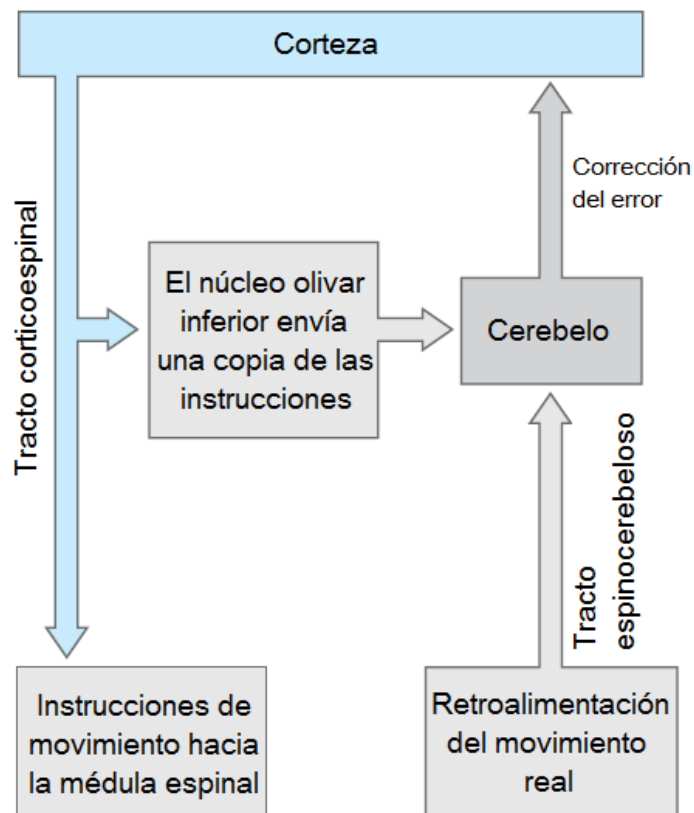 Corteza
Tracto corticoespinal
El núcleo olivar
inferior envía
una copia de las
instrucciones
Cerebelo
Corrección
del error
Tracto
espinocerebeloso
Instrucciones de
movimiento hacia
la médula espinal
Retroalimentación
del movimiento
real